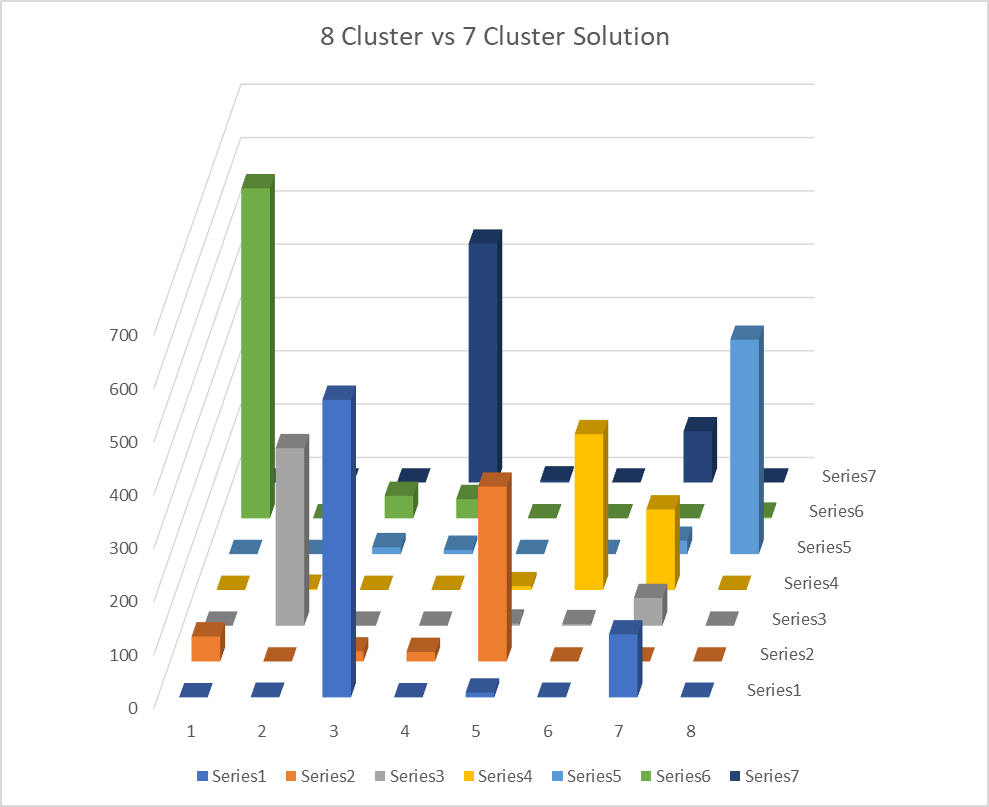 8 Cluster vs 7 Cluster Solution
700
600
500
400
300
200
100
0
Series7
Series6
Series5
Series4
Series3
Series2
Series1
1 2 3 4 5 6 7 8
Series1 Series2 Series3 Series4 Series5 Series6 Series7